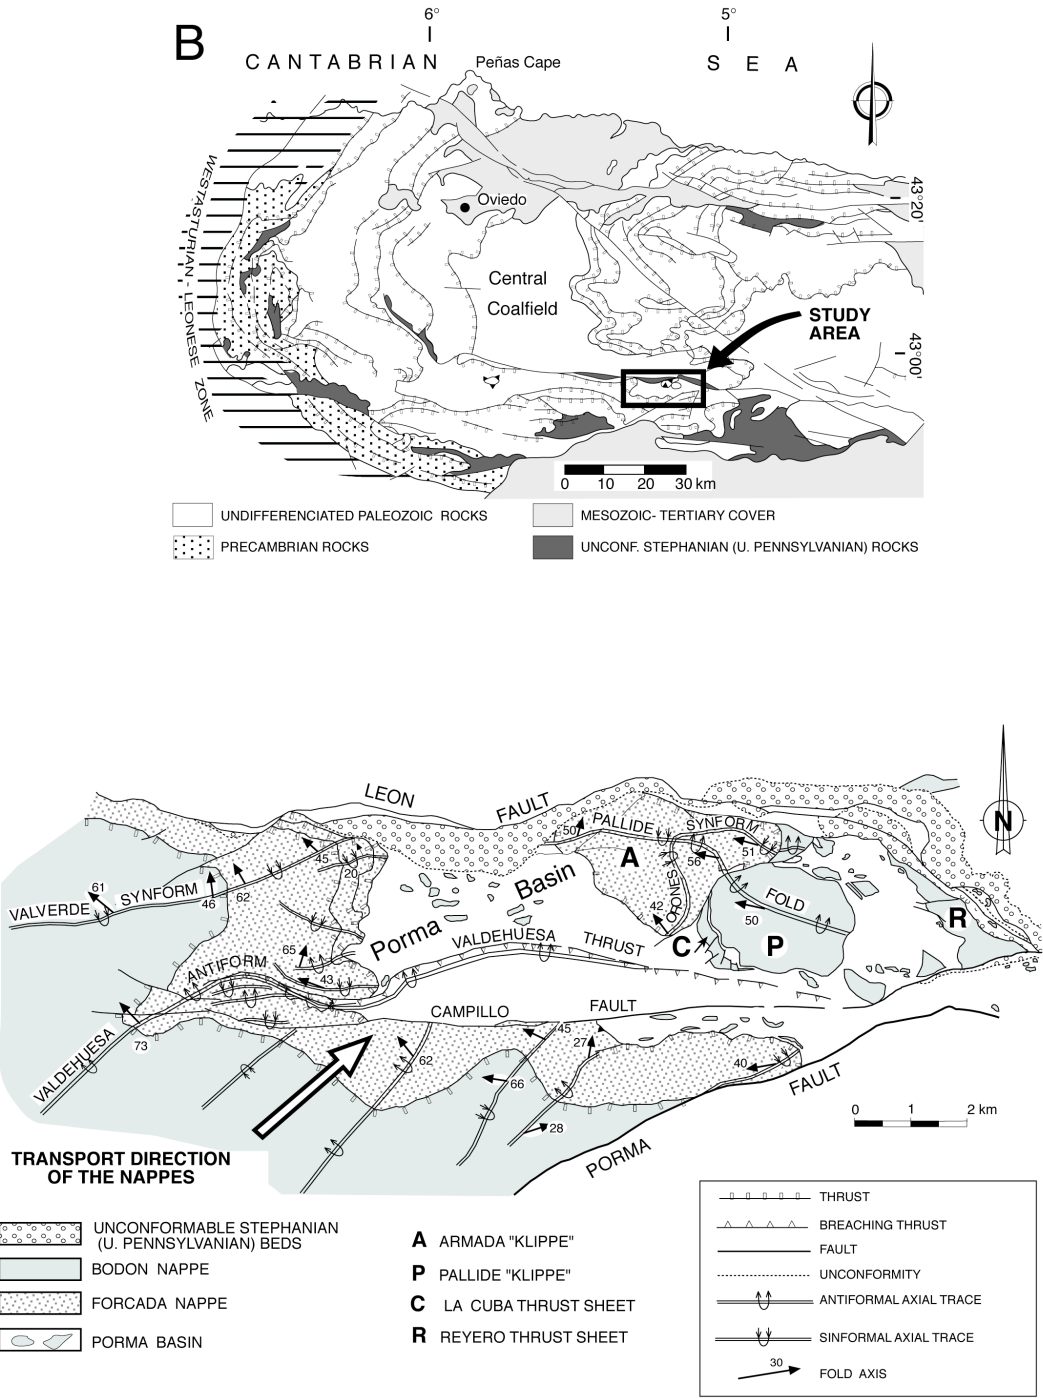 6°
5°
B
CANTABRIAN
Peñas Cape
S E A
WESTASTURIAN - LEONESE ZONE
43°20'
Oviedo
Central
Coalfield
STUDY
AREA
43°00'
0 10 20 30 km
UNDIFFERENCIATED PALEOZOIC ROCKS
MESOZOIC- TERTIARY COVER
PRECAMBRIAN ROCKS
UNCONF. STEPHANIAN (U. PENNSYLVANIAN) ROCKS
LEON
FAULT
N
50
PALLIDE
SYNFORM
45
20
A
56
51
61
VALVERDE
SYNFORM
46
62
Basin
CORONES
FOLD
42
50
R
Porma
VALDEHUESA
THRUST
C
P
65
ANTIFORM
43
CAMPILLO
FAULT
73
VALDEHUESA
62
45
27
40
66
FAULT
28
PORMA
0 1 2 km
TRANSPORT DIRECTION
OF THE NAPPES
UNCONFORMABLE STEPHANIAN
(U. PENNSYLVANIAN) BEDS
BODON NAPPE
FORCADA NAPPE
PORMA BASIN
A ARMADA "KLIPPE"
P PALLIDE "KLIPPE"
C LA CUBA THRUST SHEET
R REYERO THRUST SHEET
THRUST
BREACHING THRUST
FAULT
UNCONFORMITY
ANTIFORMAL AXIAL TRACE
SINFORMAL AXIAL TRACE
30
FOLD AXIS